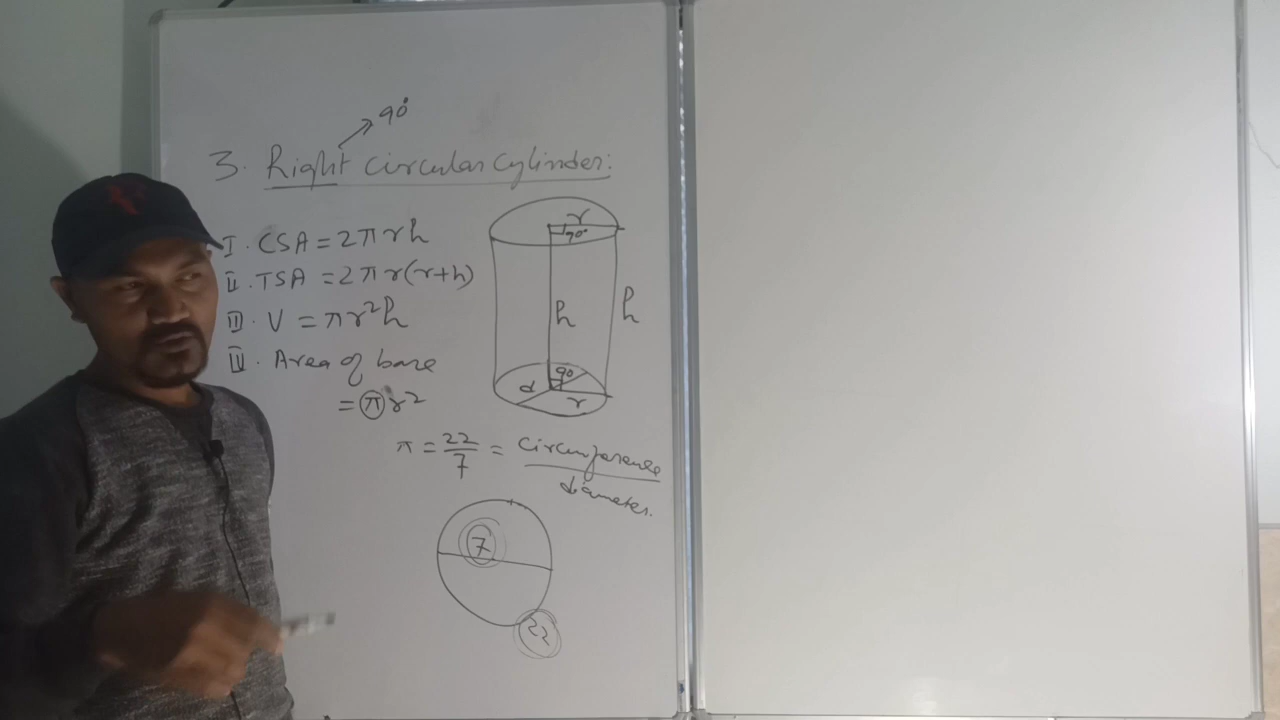 90°
3. Right circular cylinder:
I. CSA = 2πrh
II. TSA = 2πr(r+h)
III. V = πr²h
IV. Area of base
= πr²
r
90°
h
h
90
d
r
π = 22/7 = circumference/diameter.
7
22